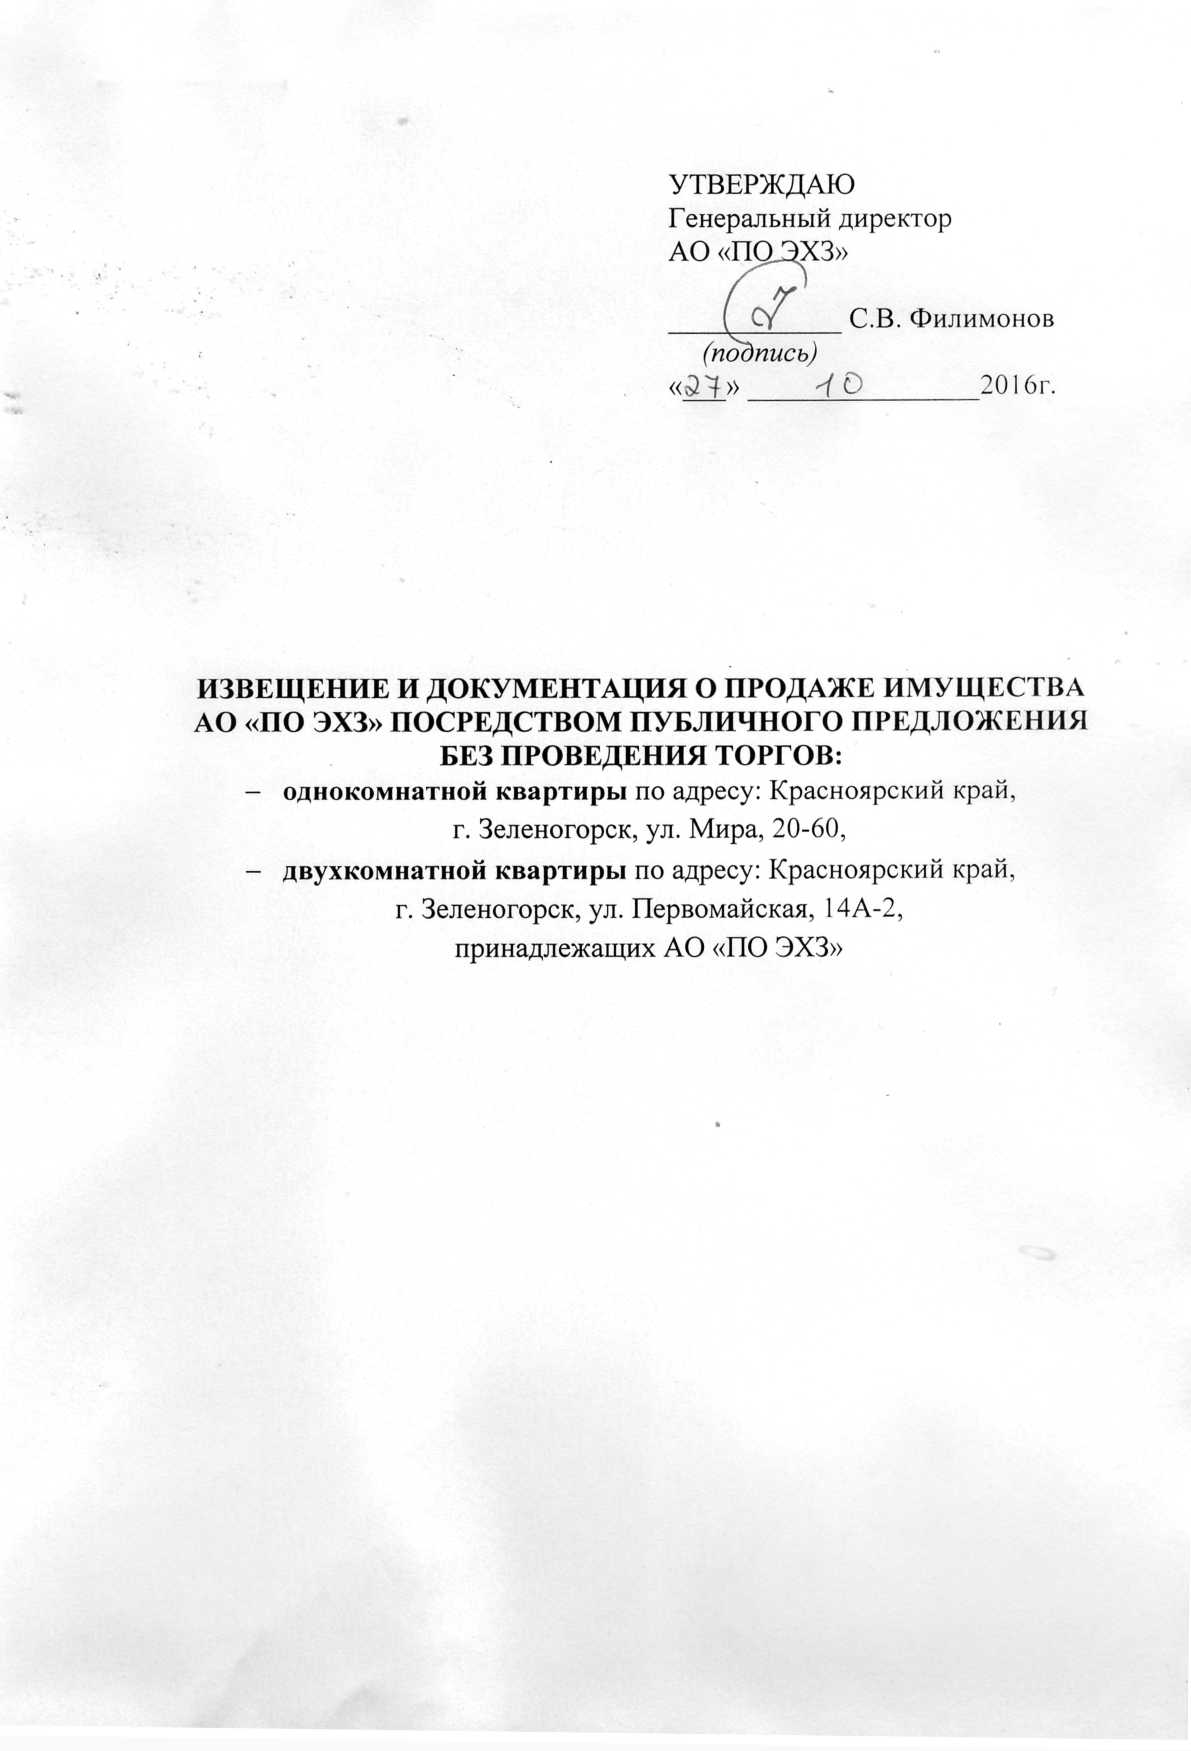 УТВЕРЖДАЮ
Генеральный директор
АО «ПО ЭХЗ»
______________ С.В. Филимонов
(подпись)
«27» 10 2016г.
ИЗВЕЩЕНИЕ И ДОКУМЕНТАЦИЯ О ПРОДАЖЕ ИМУЩЕСТВА
АО «ПО ЭХЗ» ПОСРЕДСТВОМ ПУБЛИЧНОГО ПРЕДЛОЖЕНИЯ
БЕЗ ПРОВЕДЕНИЯ ТОРГОВ:
– однокомнатной квартиры по адресу: Красноярский край,
г. Зеленогорск, ул. Мира, 20-60,
– двухкомнатной квартиры по адресу: Красноярский край,
г. Зеленогорск, ул. Первомайская, 14А-2,
принадлежащих АО «ПО ЭХЗ»